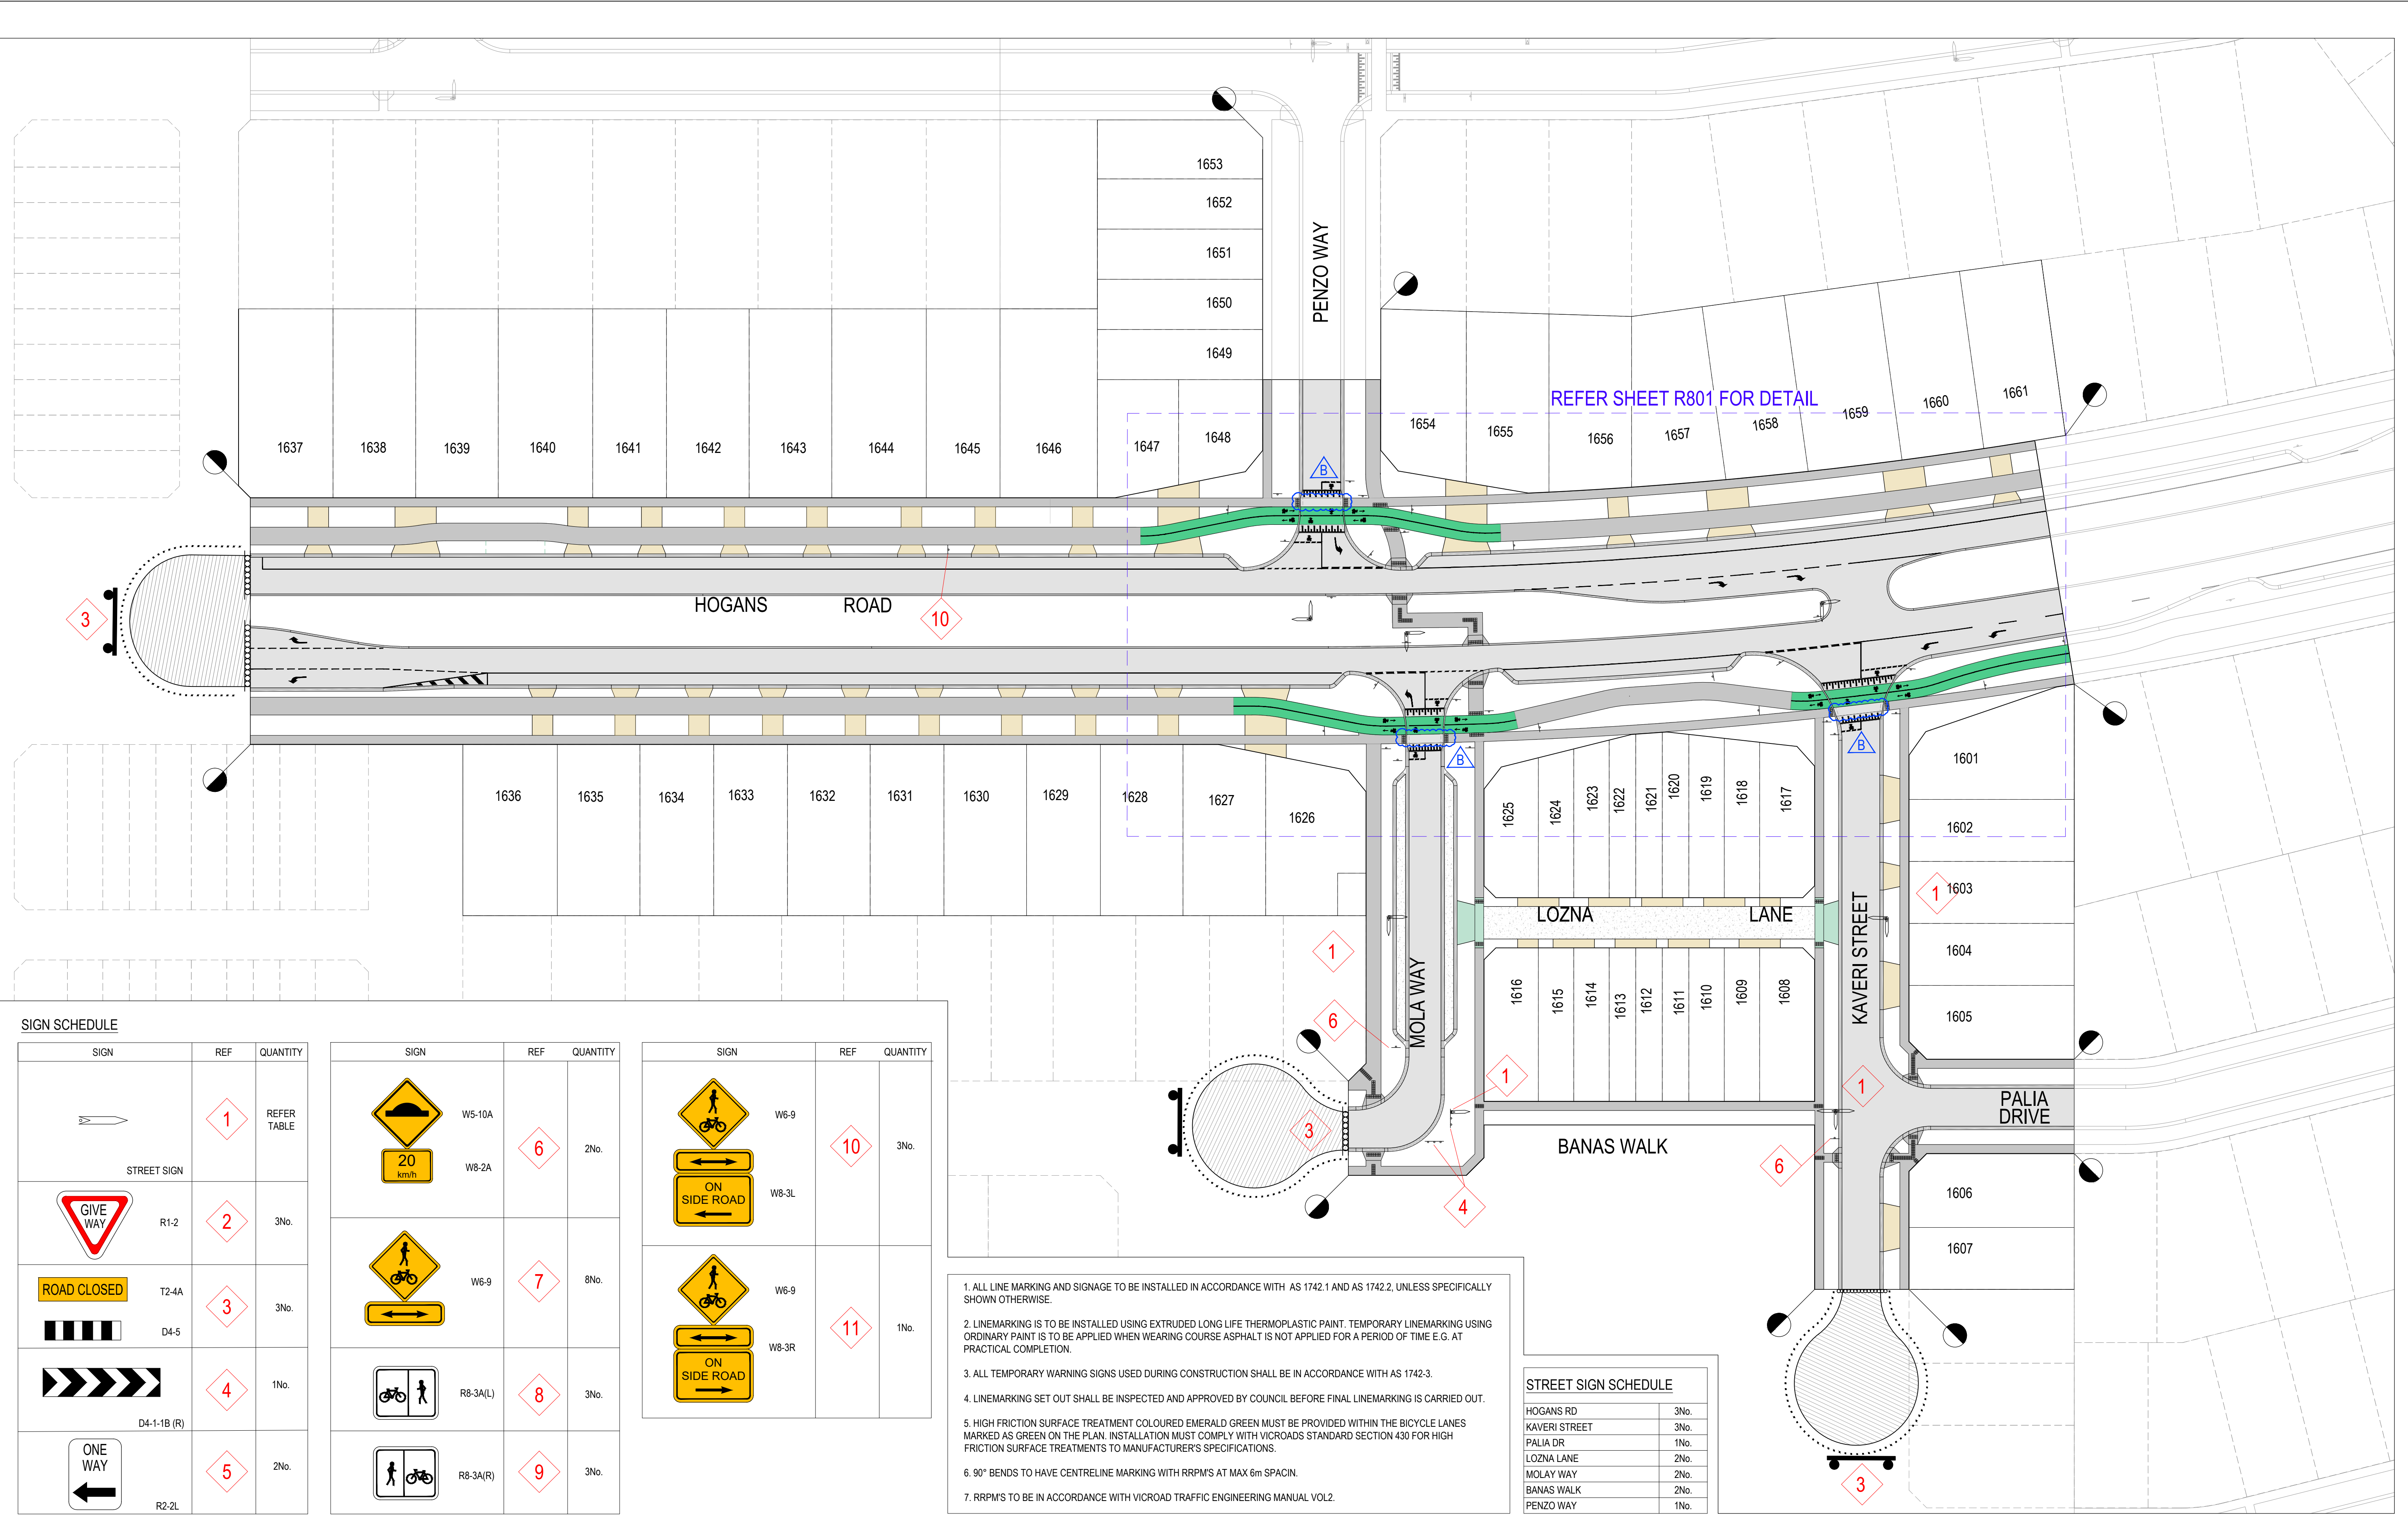 1653
1652
1651
1650
1649
PENZO WAY
REFER SHEET R801 FOR DETAIL
1637
1638
1639
1640
1641
1642
1643
1644
1645
1646
1647
1648
1654
1655
1656
1657
1658
1659
1660
1661
B
3
HOGANS ROAD
10
B
B
1636
1635
1634
1633
1632
1631
1630
1629
1628
1627
1626
1625
1624
1623
1622
1621
1620
1619
1618
1617
1601
1602
1603
1604
1605
1
LOZNA LANE
1
6
MOLA WAY
KAVERI STREET
1616
1615
1614
1613
1612
1611
1610
1609
1608
1
1
3
4
BANAS WALK
6
PALIA
DRIVE
1606
1607
3
SIGN SCHEDULE
SIGN REF QUANTITY
1 REFER
TABLE
STREET SIGN
GIVE
WAY
R1-2 2 3No.
ROAD CLOSED T2-4A
3 3No.
D4-5
4 1No.
D4-1-1B (R)
ONE
WAY
5 2No.
R2-2L
SIGN REF QUANTITY
W5-10A
6 2No.
20
km/h
W8-2A
W6-9 7 8No.
R8-3A(L) 8 3No.
R8-3A(R) 9 3No.
SIGN REF QUANTITY
W6-9
10 3No.
ON
SIDE ROAD
W8-3L
W6-9
11 1No.
ON
SIDE ROAD
W8-3R
1. ALL LINE MARKING AND SIGNAGE TO BE INSTALLED IN ACCORDANCE WITH AS 1742.1 AND AS 1742.2, UNLESS SPECIFICALLY
SHOWN OTHERWISE.
2. LINEMARKING IS TO BE INSTALLED USING EXTRUDED LONG LIFE THERMOPLASTIC PAINT. TEMPORARY LINEMARKING USING
ORDINARY PAINT IS TO BE APPLIED WHEN WEARING COURSE ASPHALT IS NOT APPLIED FOR A PERIOD OF TIME E.G. AT
PRACTICAL COMPLETION.
3. ALL TEMPORARY WARNING SIGNS USED DURING CONSTRUCTION SHALL BE IN ACCORDANCE WITH AS 1742-3.
4. LINEMARKING SET OUT SHALL BE INSPECTED AND APPROVED BY COUNCIL BEFORE FINAL LINEMARKING IS CARRIED OUT.
5. HIGH FRICTION SURFACE TREATMENT COLOURED EMERALD GREEN MUST BE PROVIDED WITHIN THE BICYCLE LANES
MARKED AS GREEN ON THE PLAN. INSTALLATION MUST COMPLY WITH VICROADS STANDARD SECTION 430 FOR HIGH
FRICTION SURFACE TREATMENTS TO MANUFACTURER'S SPECIFICATIONS.
6. 90° BENDS TO HAVE CENTRELINE MARKING WITH RRPM'S AT MAX 6m SPACIN.
7. RRPM'S TO BE IN ACCORDANCE WITH VICROAD TRAFFIC ENGINEERING MANUAL VOL2.
STREET SIGN SCHEDULE
HOGANS RD 3No.
KAVERI STREET 3No.
PALIA DR 1No.
LOZNA LANE 2No.
MOLAY WAY 2No.
BANAS WALK 2No.
PENZO WAY 1No.